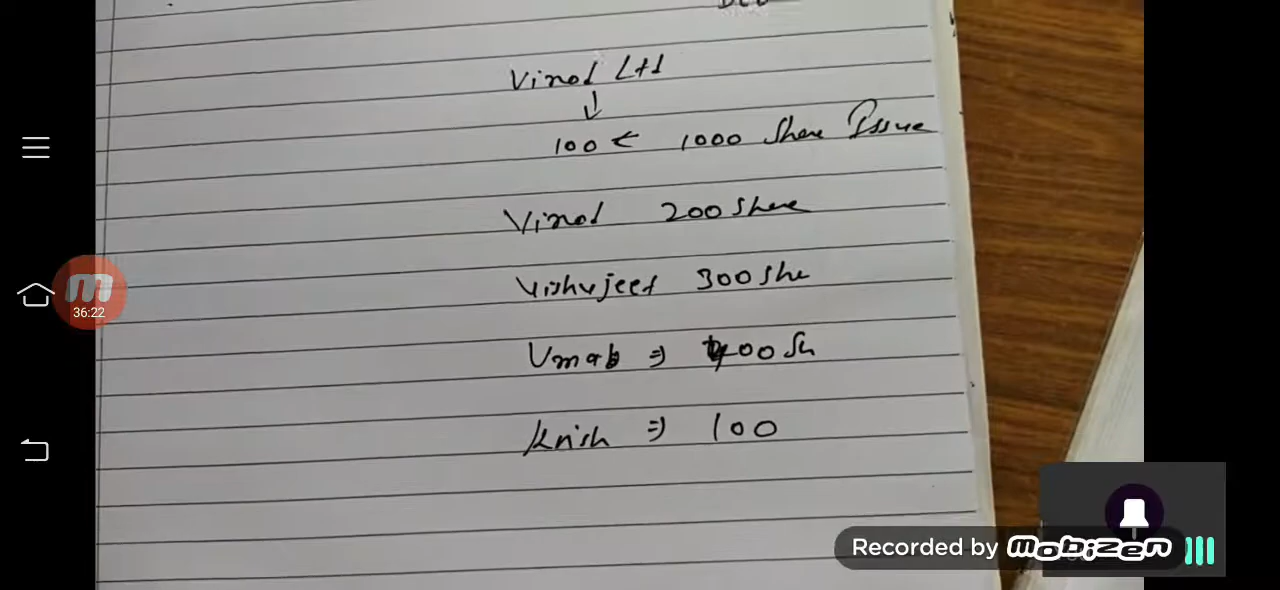 Vinod Ltd
↓
100 ← 1000 Share Issue
Vinod 200 Share
Vishvjeet 300 Sha
⇒ 400 Sh
Krish ⇒ 100
36:22
Recorded by Mobizen